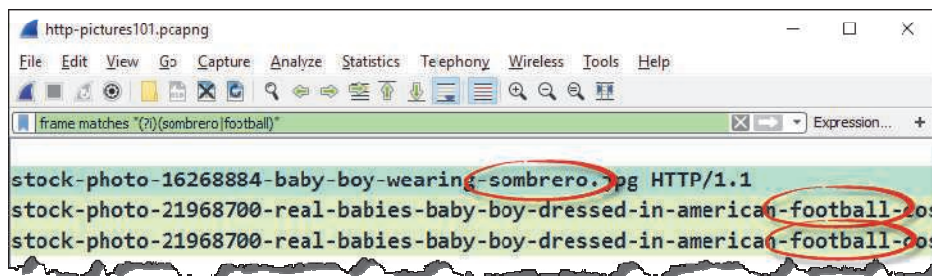 http-pictures101.pcapng
File Edit View Go Capture Analyze Statistics Telephony Wireless Tools Help
frame matches "(?i)(sombrero|football)" Expression... +
stock-photo-16268884-baby-boy-wearing-sombrero.jpg HTTP/1.1
stock-photo-21968700-real-babies-baby-boy-dressed-in-american-football-cos
stock-photo-21968700-real-babies-baby-boy-dressed-in-american-football-cos